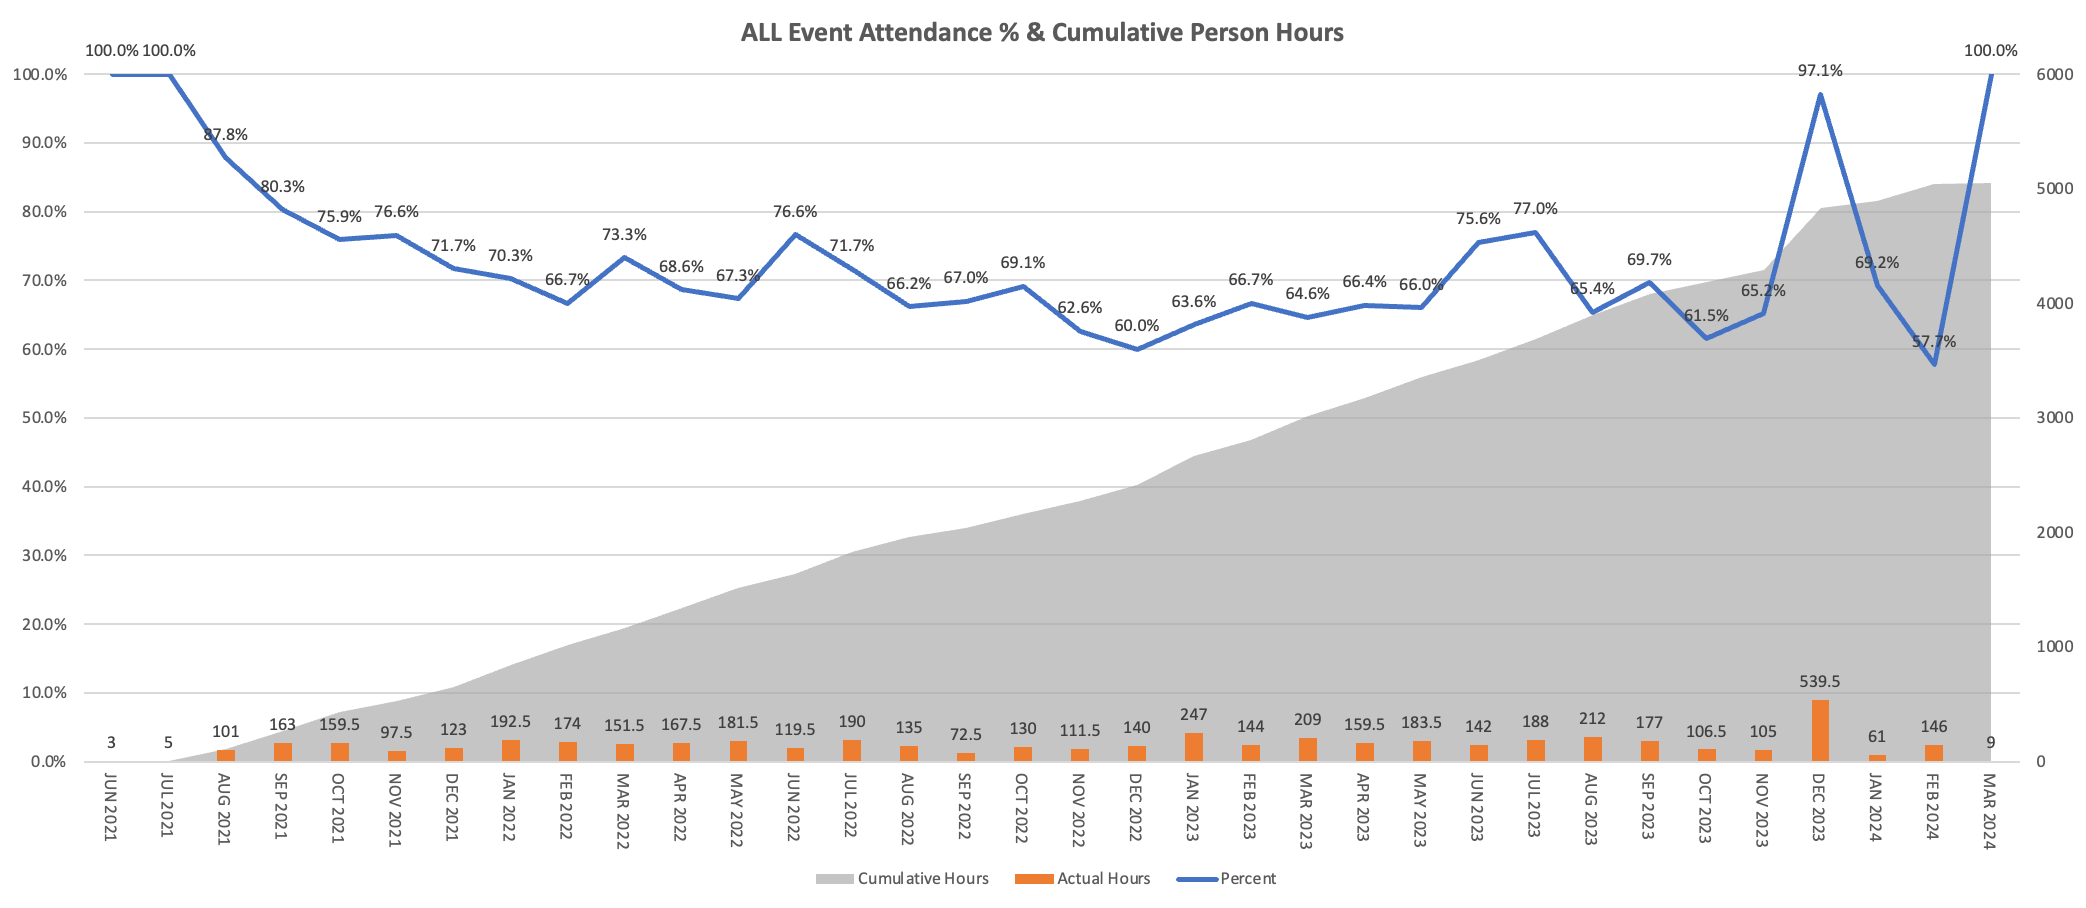 ALL Event Attendance % & Cumulative Person Hours
100.0%
90.0%
80.0%
70.0%
60.0%
50.0%
40.0%
30.0%
20.0%
10.0%
0.0%
6000
5000
4000
3000
2000
1000
0
100.0%
100.0%
87.8%
80.3%
75.9%
76.6%
71.7%
70.3%
66.7%
73.3%
68.6%
67.3%
76.6%
71.7%
66.2%
67.0%
69.1%
62.6%
60.0%
63.6%
66.7%
64.6%
66.4%
66.0%
75.6%
77.0%
65.4%
69.7%
61.5%
65.2%
97.1%
69.2%
57.7%
100.0%
3
5
101
163
159.5
97.5
123
192.5
174
151.5
167.5
181.5
119.5
190
135
72.5
130
111.5
140
247
144
209
159.5
183.5
142
188
212
177
106.5
105
539.5
61
146
9
JUN 2021
JUL 2021
AUG 2021
SEP 2021
OCT 2021
NOV 2021
DEC 2021
JAN 2022
FEB 2022
MAR 2022
APR 2022
MAY 2022
JUN 2022
JUL 2022
AUG 2022
SEP 2022
OCT 2022
NOV 2022
DEC 2022
JAN 2023
FEB 2023
MAR 2023
APR 2023
MAY 2023
JUN 2023
JUL 2023
AUG 2023
SEP 2023
OCT 2023
NOV 2023
DEC 2023
JAN 2024
FEB 2024
MAR 2024
Cumulative Hours
Actual Hours
Percent